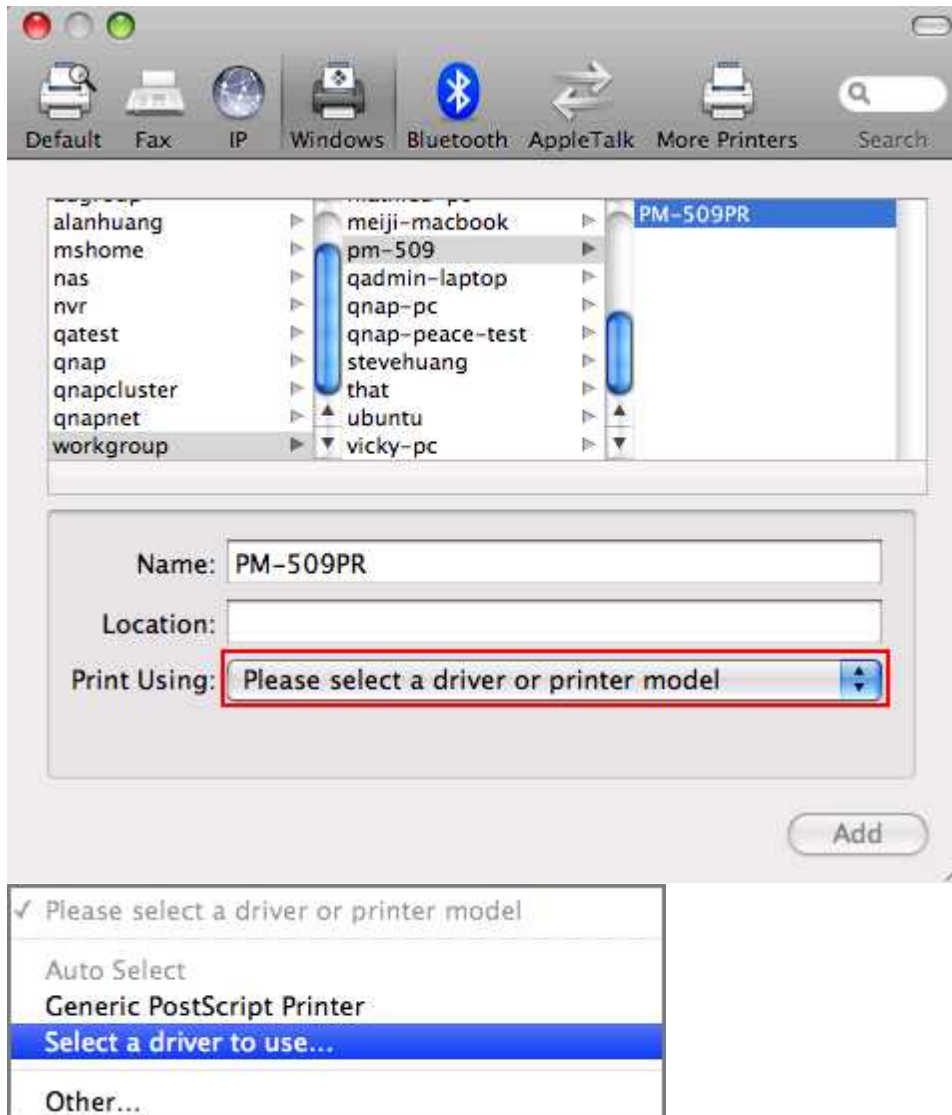 Default Fax IP Windows Bluetooth AppleTalk More Printers Search
alanhuang
mshome
nas
nvr
qatest
qnap
qnapcluster
qnapnet
workgroup
meiji-macbook
pm-509
qadmin-laptop
qnap-pc
qnap-peace-test
stevehuang
that
ubuntu
vicky-pc
PM-509PR
Name: PM-509PR
Location:
Print Using: Please select a driver or printer model
Add
✓ Please select a driver or printer model
Auto Select
Generic PostScript Printer
Select a driver to use...
Other...